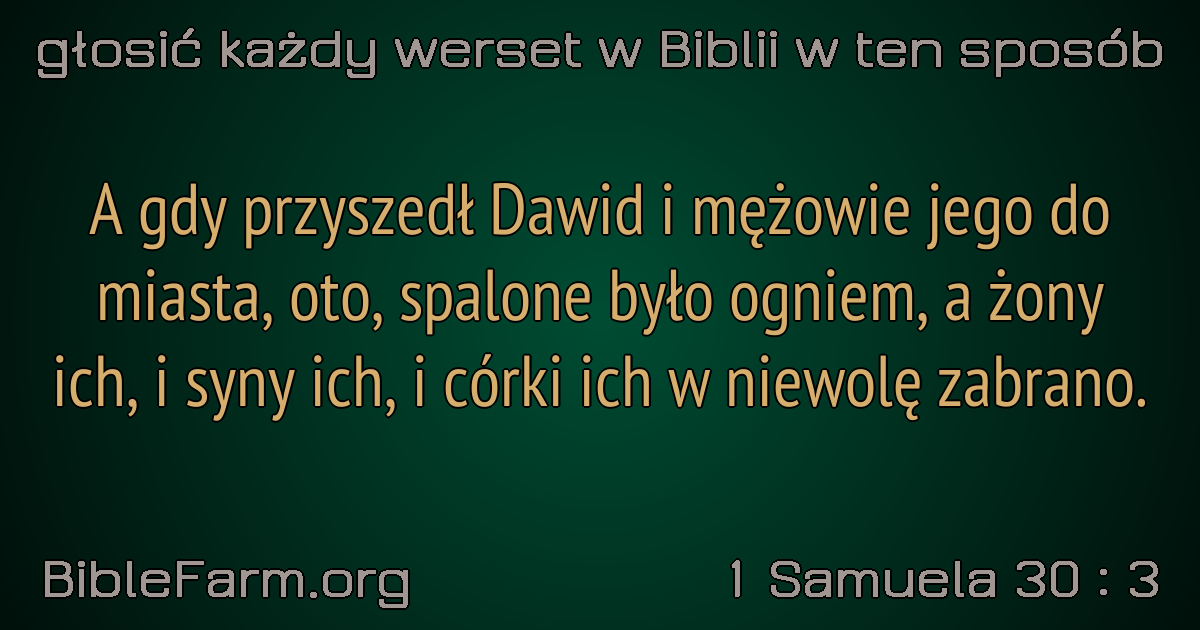 głosić każdy werset w Biblii w ten sposób
A gdy przyszedł Dawid i mężowie jego do
miasta, oto, spalone było ogniem, a żony
ich, i syny ich, i córki ich w niewolę zabrano.
BibleFarm.org
1 Samuela 30 : 3